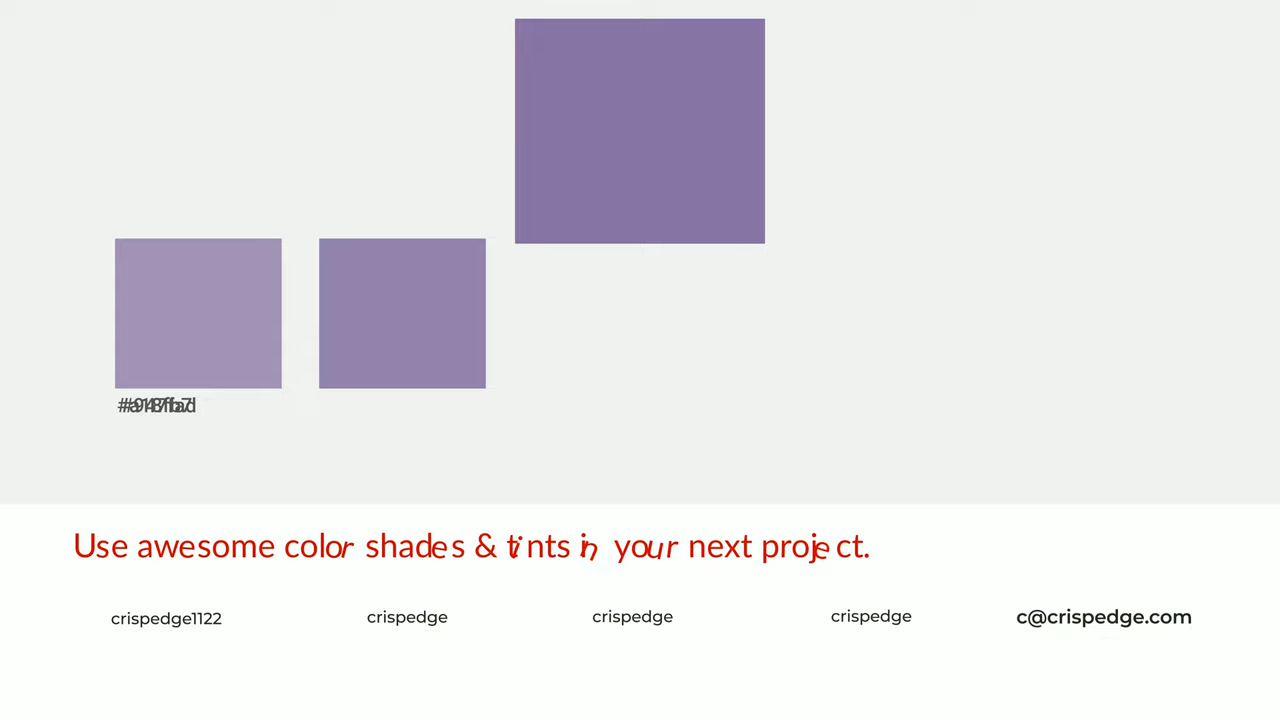 Use awesome color shades & tints in your next project.
crispedge1122 crispedge crispedge crispedge c@crispedge.com